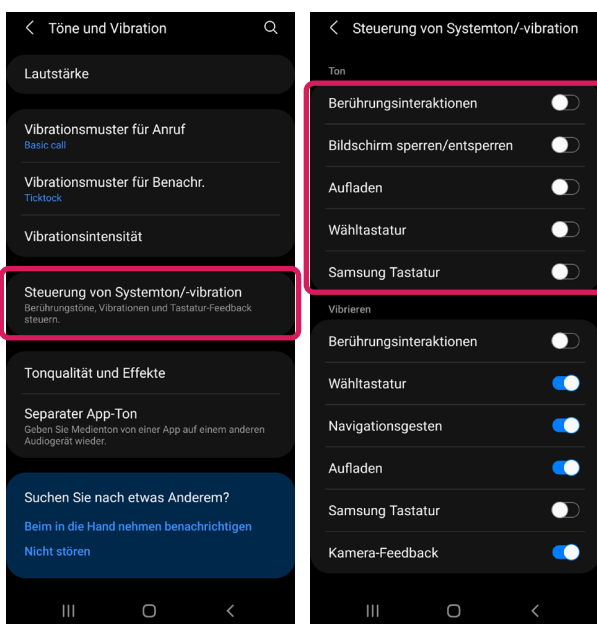 Töne und Vibration
Lautstärke
Vibrationsmuster für Anruf
Basic call
Vibrationsmuster für Benachr.
Ticktock
Vibrationsintensität
Steuerung von Systemton/-vibration
Berührungstöne, Vibrationen und Tastatur-Feedback
steuern.
Tonqualität und Effekte
Separater App-Ton
Geben Sie Medienton von einer App auf einem anderen
Audiogerät wieder.
Suchen Sie nach etwas Anderem?
Beim in die Hand nehmen benachrichtigen
Nicht stören
Steuerung von Systemton/-vibration
Ton
Berührungsinteraktionen
Bildschirm sperren/entsperren
Aufladen
Wähltastatur
Samsung Tastatur
Vibrieren
Berührungsinteraktionen
Wähltastatur
Navigationsgesten
Aufladen
Samsung Tastatur
Kamera-Feedback